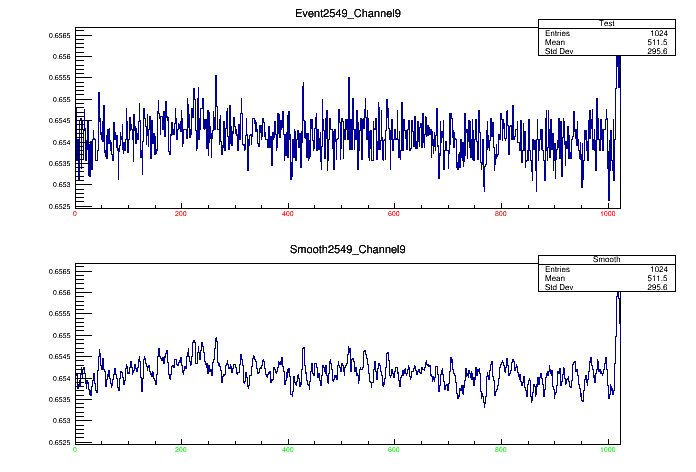 Event2549_Channel9
Test
Entries 1024
Mean 511.5
Std Dev 295.6
0.6565
0.656
0.6555
0.655
0.6545
0.654
0.6535
0.653
0.6525
0 200 400 600 800 1000
Smooth2549_Channel9
Smooth
Entries 1024
Mean 511.5
Std Dev 295.6
0.6565
0.656
0.6555
0.655
0.6545
0.654
0.6535
0.653
0.6525
0 200 400 600 800 1000